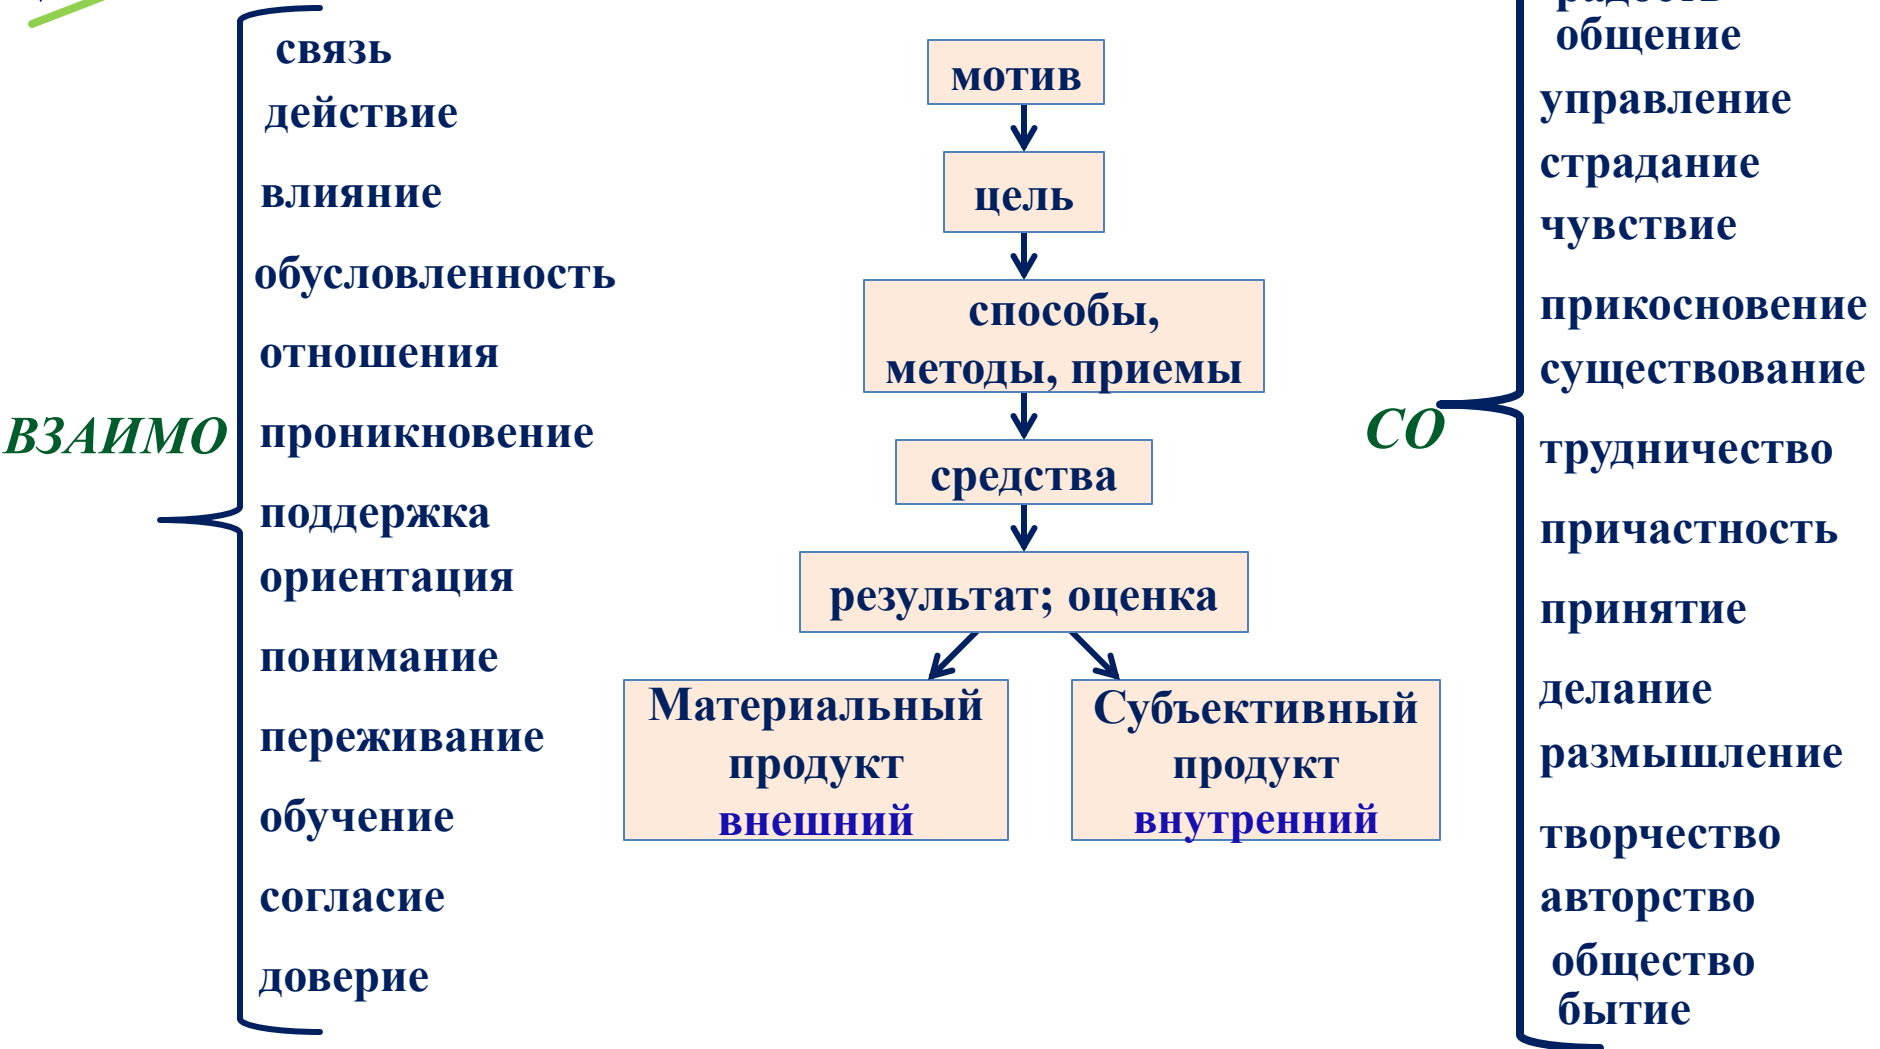 ВЗАИМО
связь
действие
влияние
обусловленность
отношения
проникновение
поддержка
ориентация
понимание
переживание
обучение
согласие
доверие
мотив
цель
способы,
методы, приемы
средства
результат; оценка
Материальный
продукт
внешний
Субъективный
продукт
внутренний
СО
радость
общение
управление
страдание
чувствие
прикосновение
существование
трудничество
причастность
принятие
делание
размышление
творчество
авторство
общество
бытие